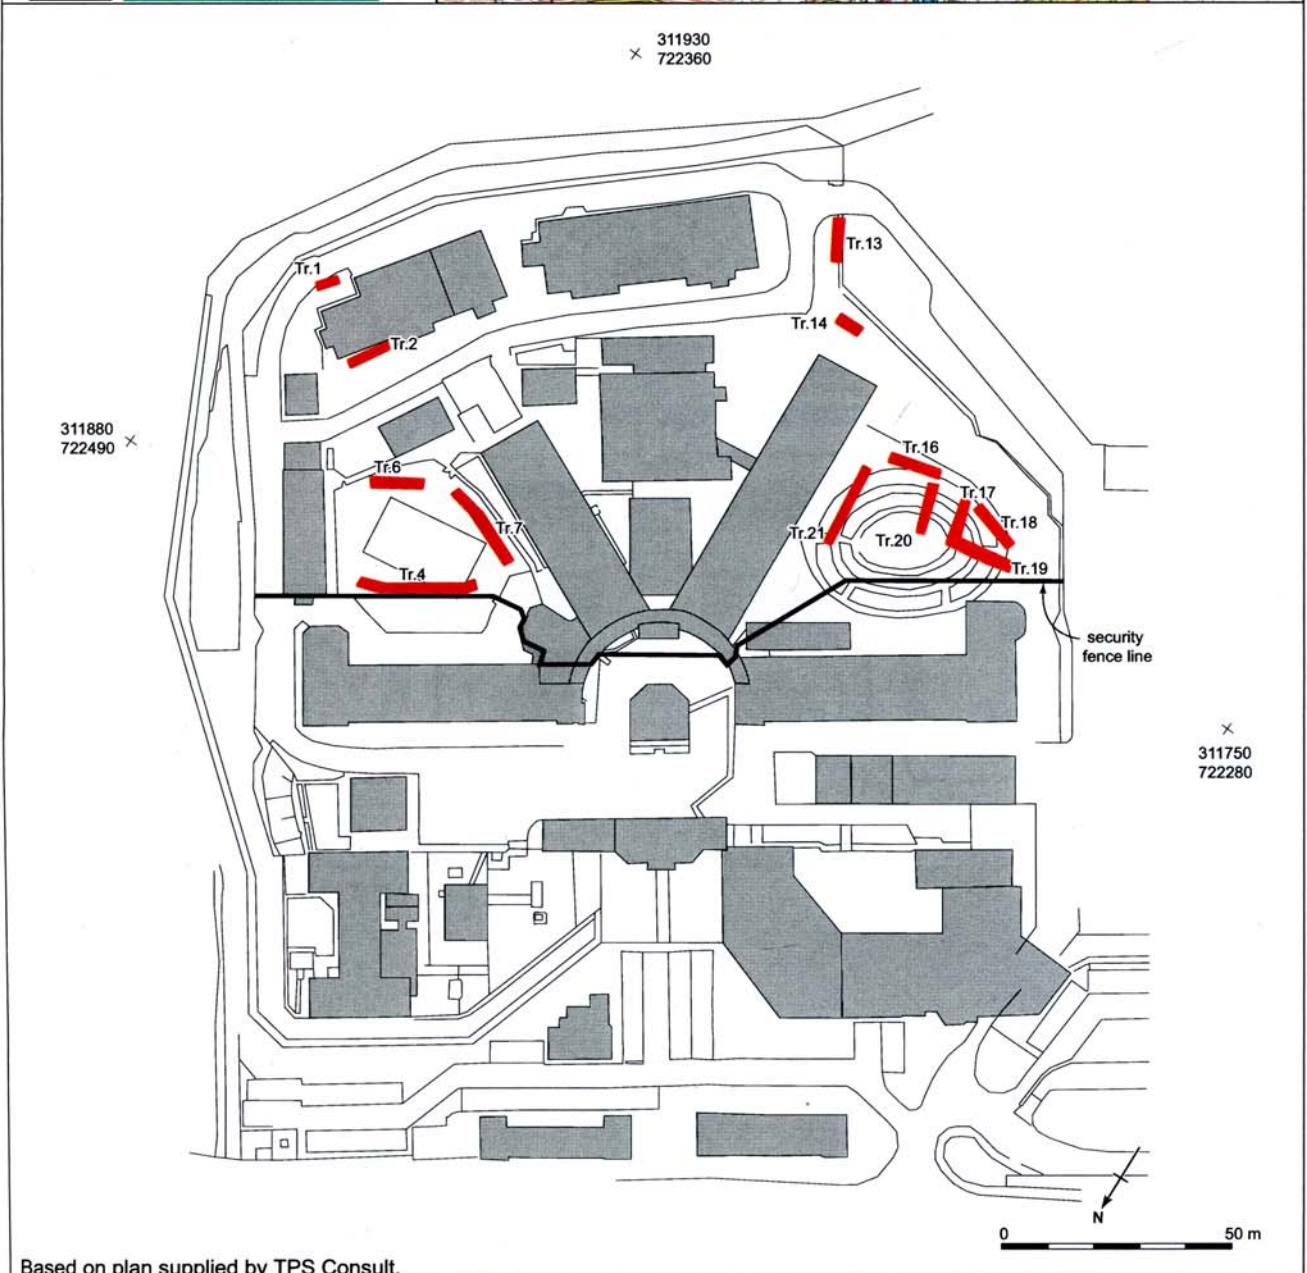 311930
722360
Tr.13
Tr.1
Tr.14
Tr.2
311880
722490
Tr.16
Tr.6
Tr.17
Tr.7
Tr.18
Tr.21
Tr.20
Tr.19
Tr.4
security
fence line
311750
722280
N
0 50 m
Based on plan supplied by TPS Consult.